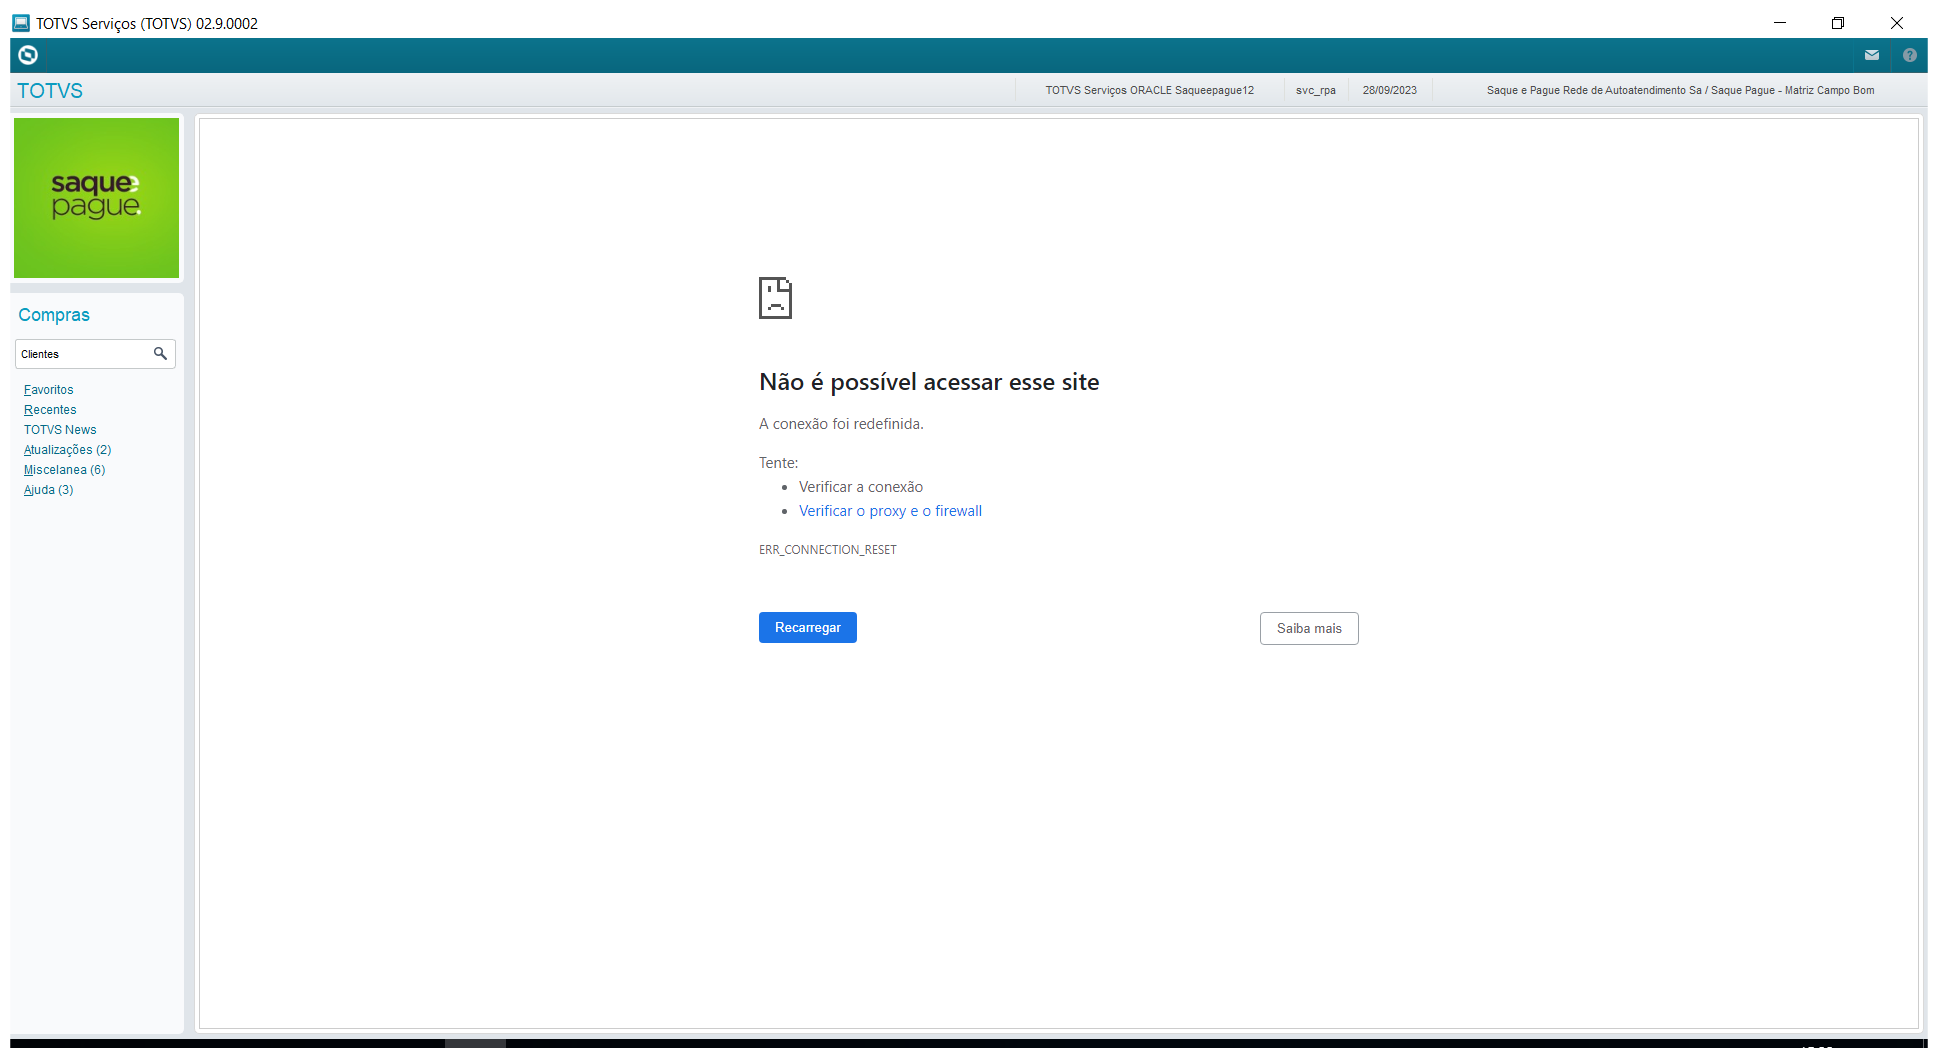 TOTVS Serviços (TOTVS) 02.9.0002
TOTVS
TOTVS Serviços ORACLE Saqueepague12
svc_rpa
28/09/2023
Saque e Pague Rede de Autoatendimento Sa / Saque Pague - Matriz Campo Bom
saque e
pague.
Compras
Clientes
Favoritos
Recentes
TOTVS News
Atualizações (2)
Miscelanea (6)
Ajuda (3)
Não é possível acessar esse site
A conexão foi redefinida.
Tente:
• Verificar a conexão
• Verificar o proxy e o firewall
ERR_CONNECTION_RESET
Recarregar
Saiba mais